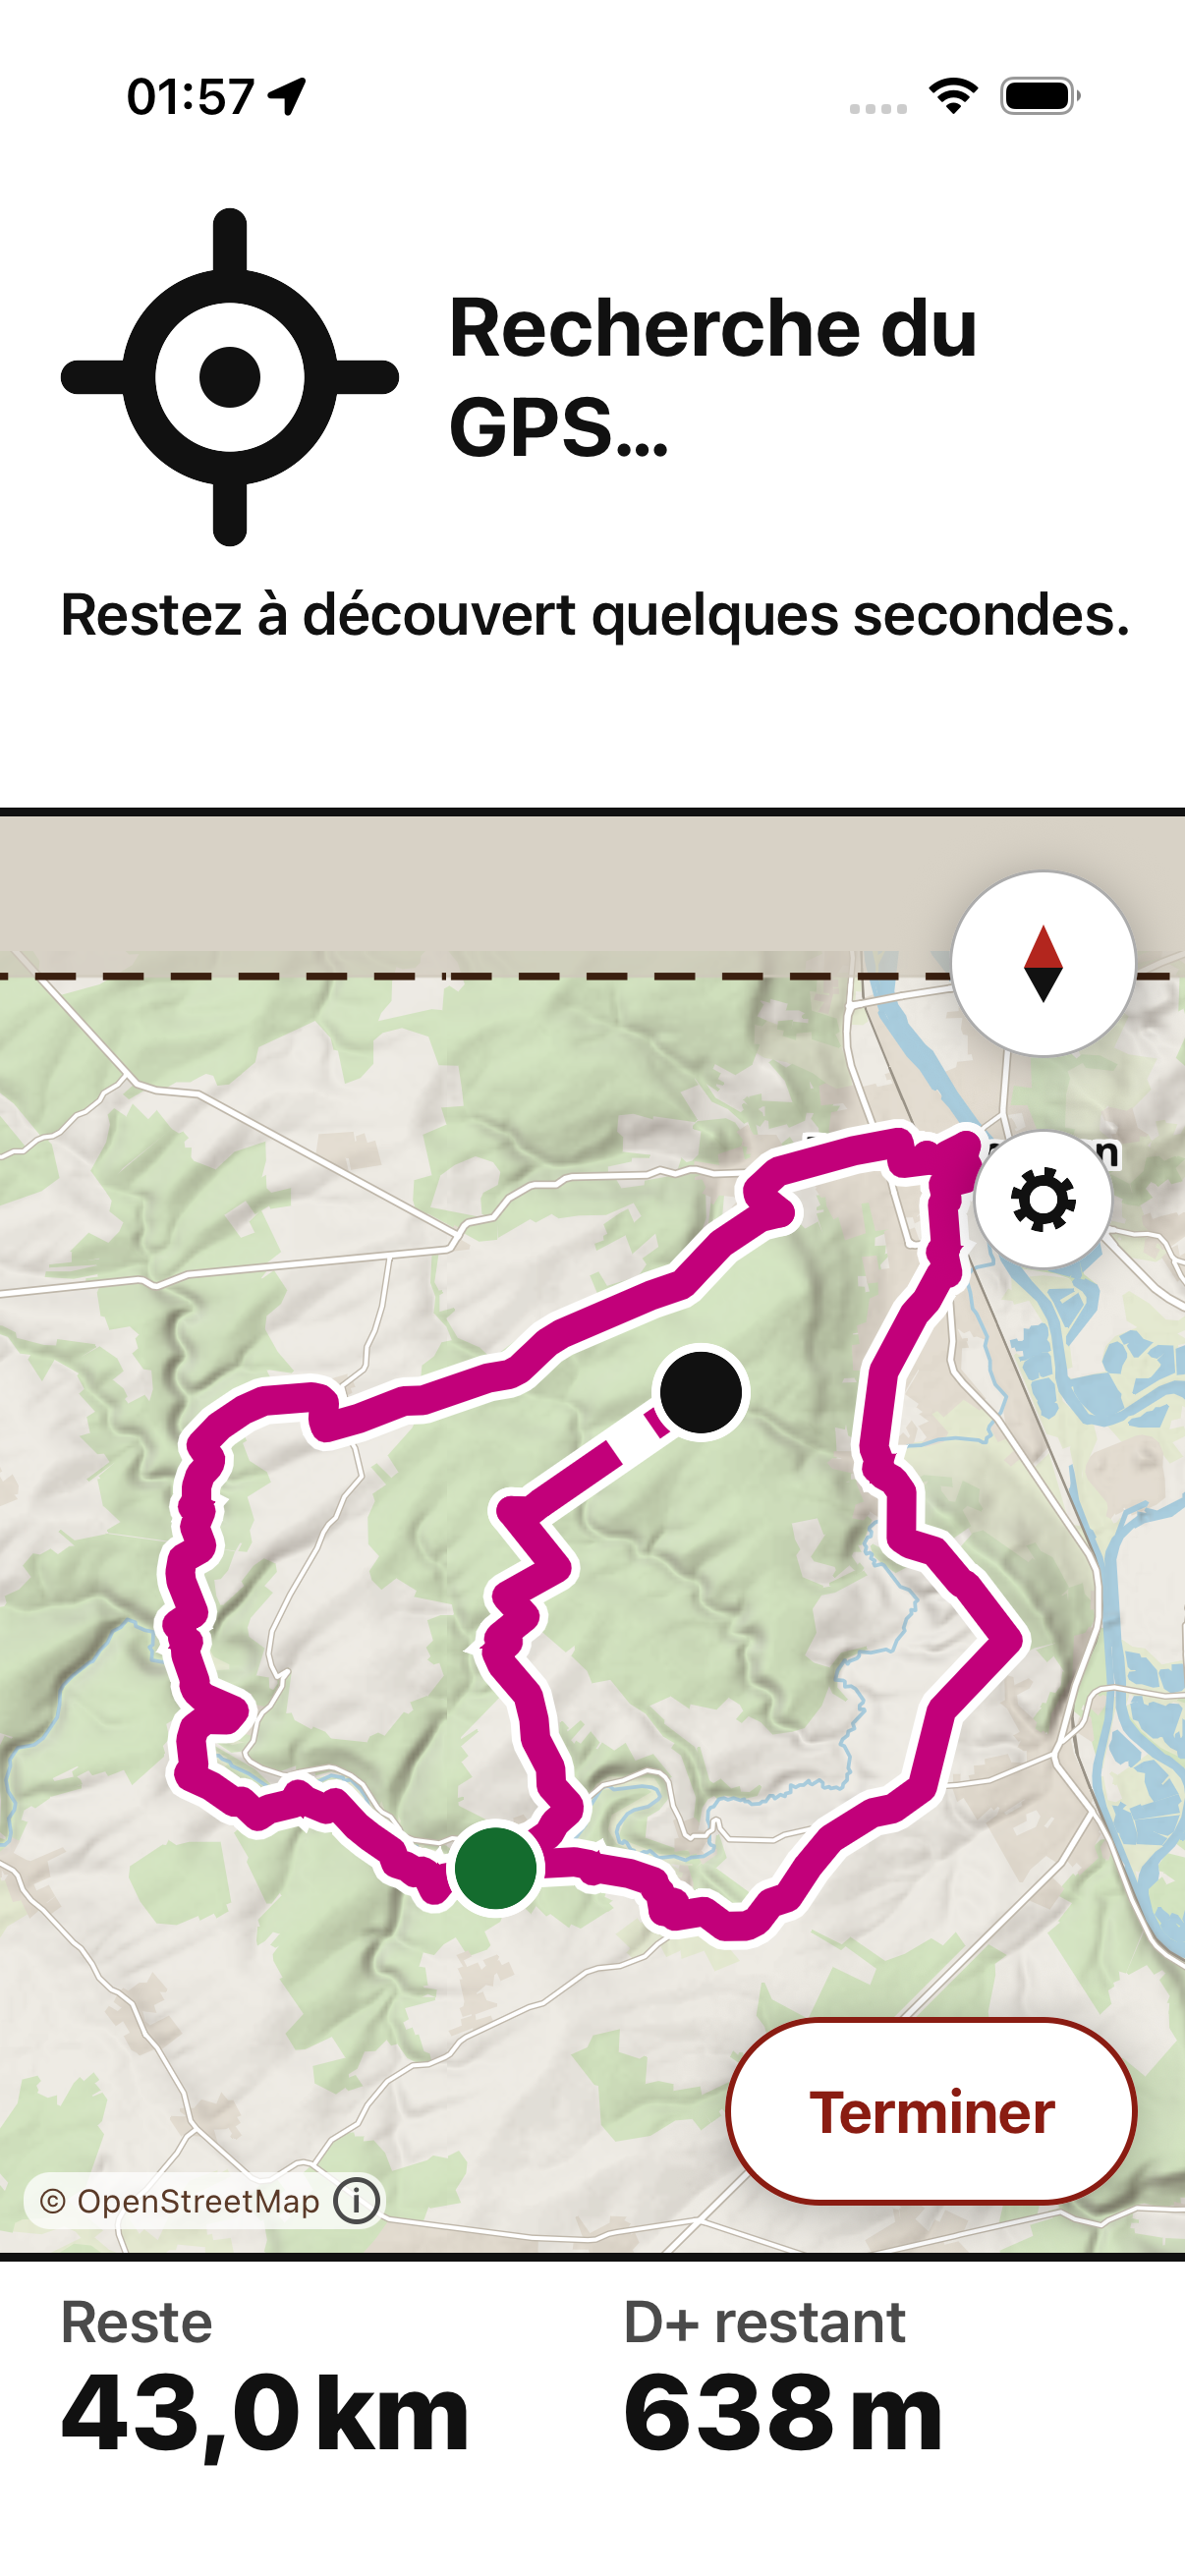 01:57
Recherche du
GPS…
Restez à découvert quelques secondes.
Terminer
© OpenStreetMap
Reste
D+ restant
43,0 km
638 m